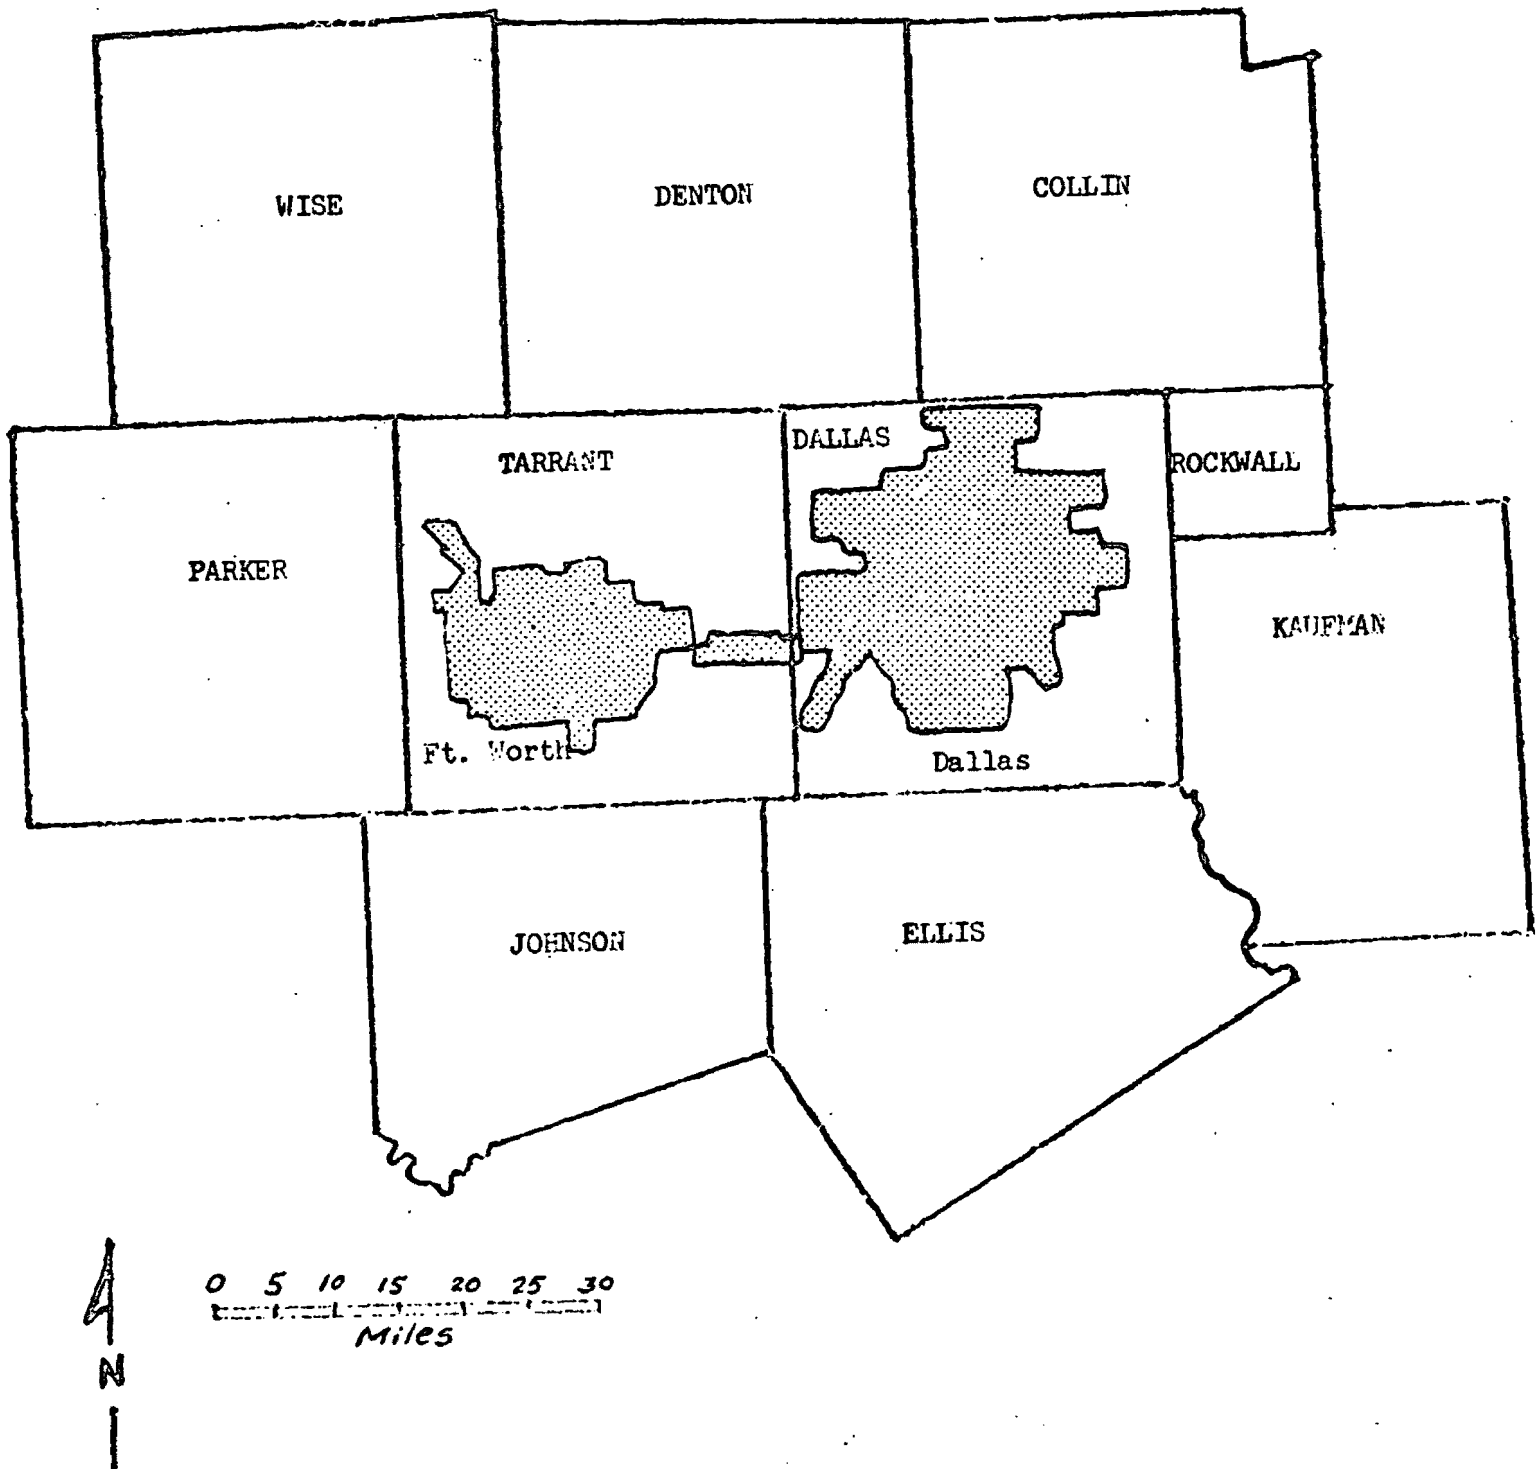 WISE
DENTON
COLLIN
TARRANT
DALLAS
ROCKWALL
PARKER
KAUFMAN
Ft. Worth
Dallas
JOHNSON
ELLIS
0 5 10 15 20 25 30
Miles
N